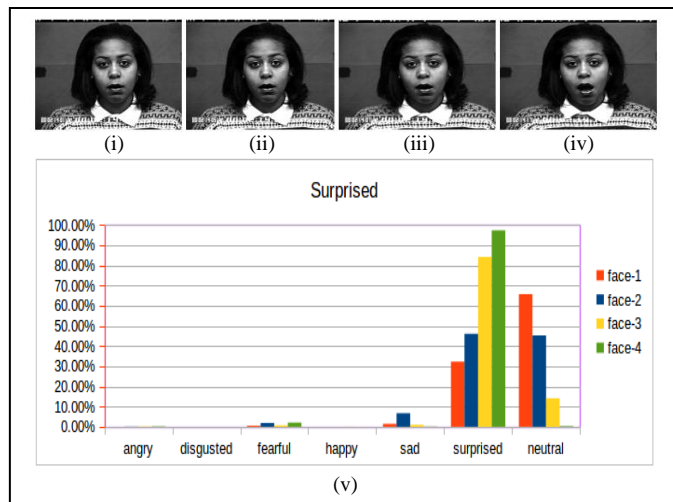 (i) (ii) (iii) (iv)
Surprised
100.00%
90.00%
80.00%
70.00%
60.00%
50.00%
40.00%
30.00%
20.00%
10.00%
0.00%
angry disgusted fearful happy sad surprised neutral
face-1
face-2
face-3
face-4
(v)